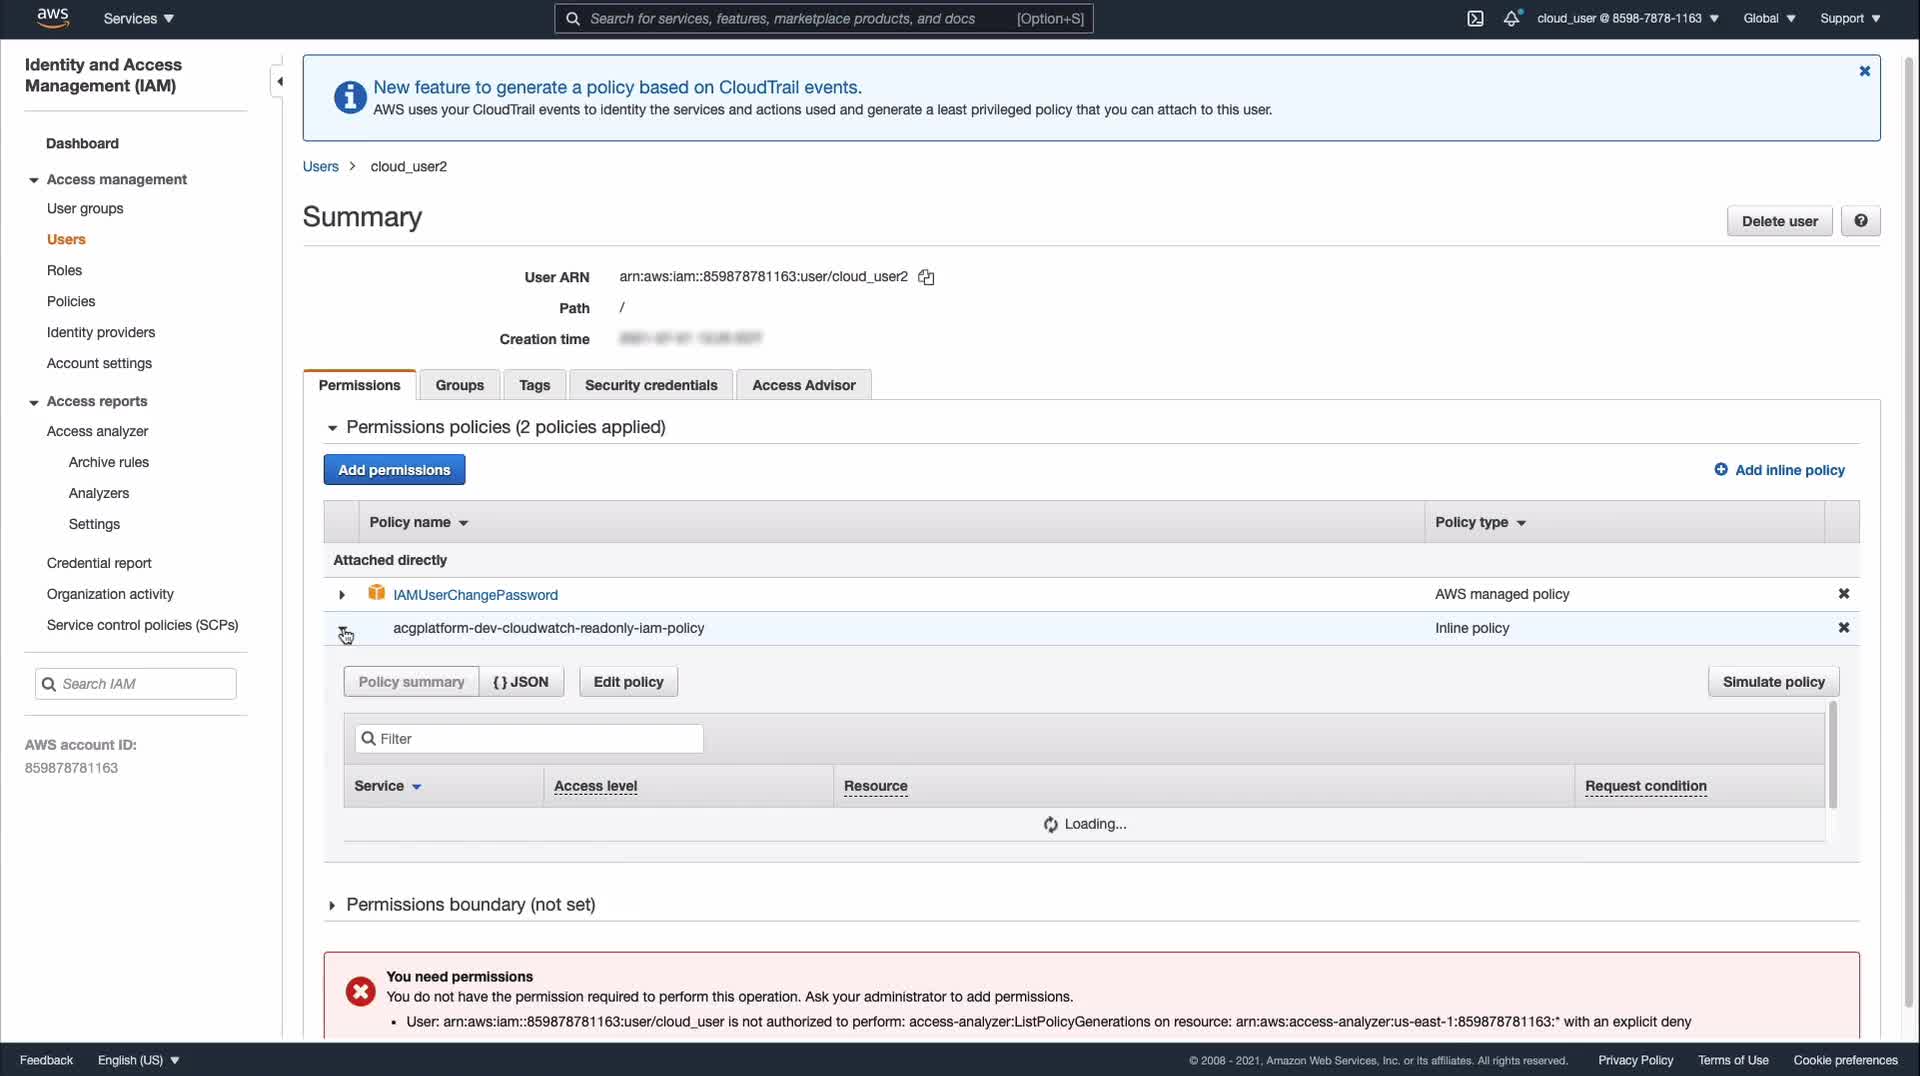 aws
Services
Search for services, features, marketplace products, and docs [Option+S]
cloud_user @ 8598-7878-1163
Global
Support
Identity and Access
Management (IAM)
Dashboard
Access management
User groups
Users
Roles
Policies
Identity providers
Account settings
Access reports
Access analyzer
Archive rules
Analyzers
Settings
Credential report
Organization activity
Service control policies (SCPs)
Search IAM
AWS account ID:
859878781163
New feature to generate a policy based on CloudTrail events.
AWS uses your CloudTrail events to identify the services and actions used and generate a least privileged policy that you can attach to this user.
Users > cloud_user2
Summary
Delete user
User ARN arn:aws:iam::859878781163:user/cloud_user2
Path /
Creation time
Permissions Groups Tags Security credentials Access Advisor
Permissions policies (2 policies applied)
Add permissions
Add inline policy
Policy name Policy type
Attached directly
IAMUserChangePassword AWS managed policy
acgplatform-dev-cloudwatch-readonly-iam-policy Inline policy
Policy summary { } JSON Edit policy Simulate policy
Filter
Service Access level Resource Request condition
Loading...
Permissions boundary (not set)
You need permissions
You do not have the permission required to perform this operation. Ask your administrator to add permissions.
• User: arn:aws:iam::859878781163:user/cloud_user is not authorized to perform: access-analyzer:ListPolicyGenerations on resource: arn:aws:access-analyzer:us-east-1:859878781163:* with an explicit deny
Feedback English (US) © 2008 - 2021, Amazon Web Services, Inc. or its affiliates. All rights reserved. Privacy Policy Terms of Use Cookie preferences